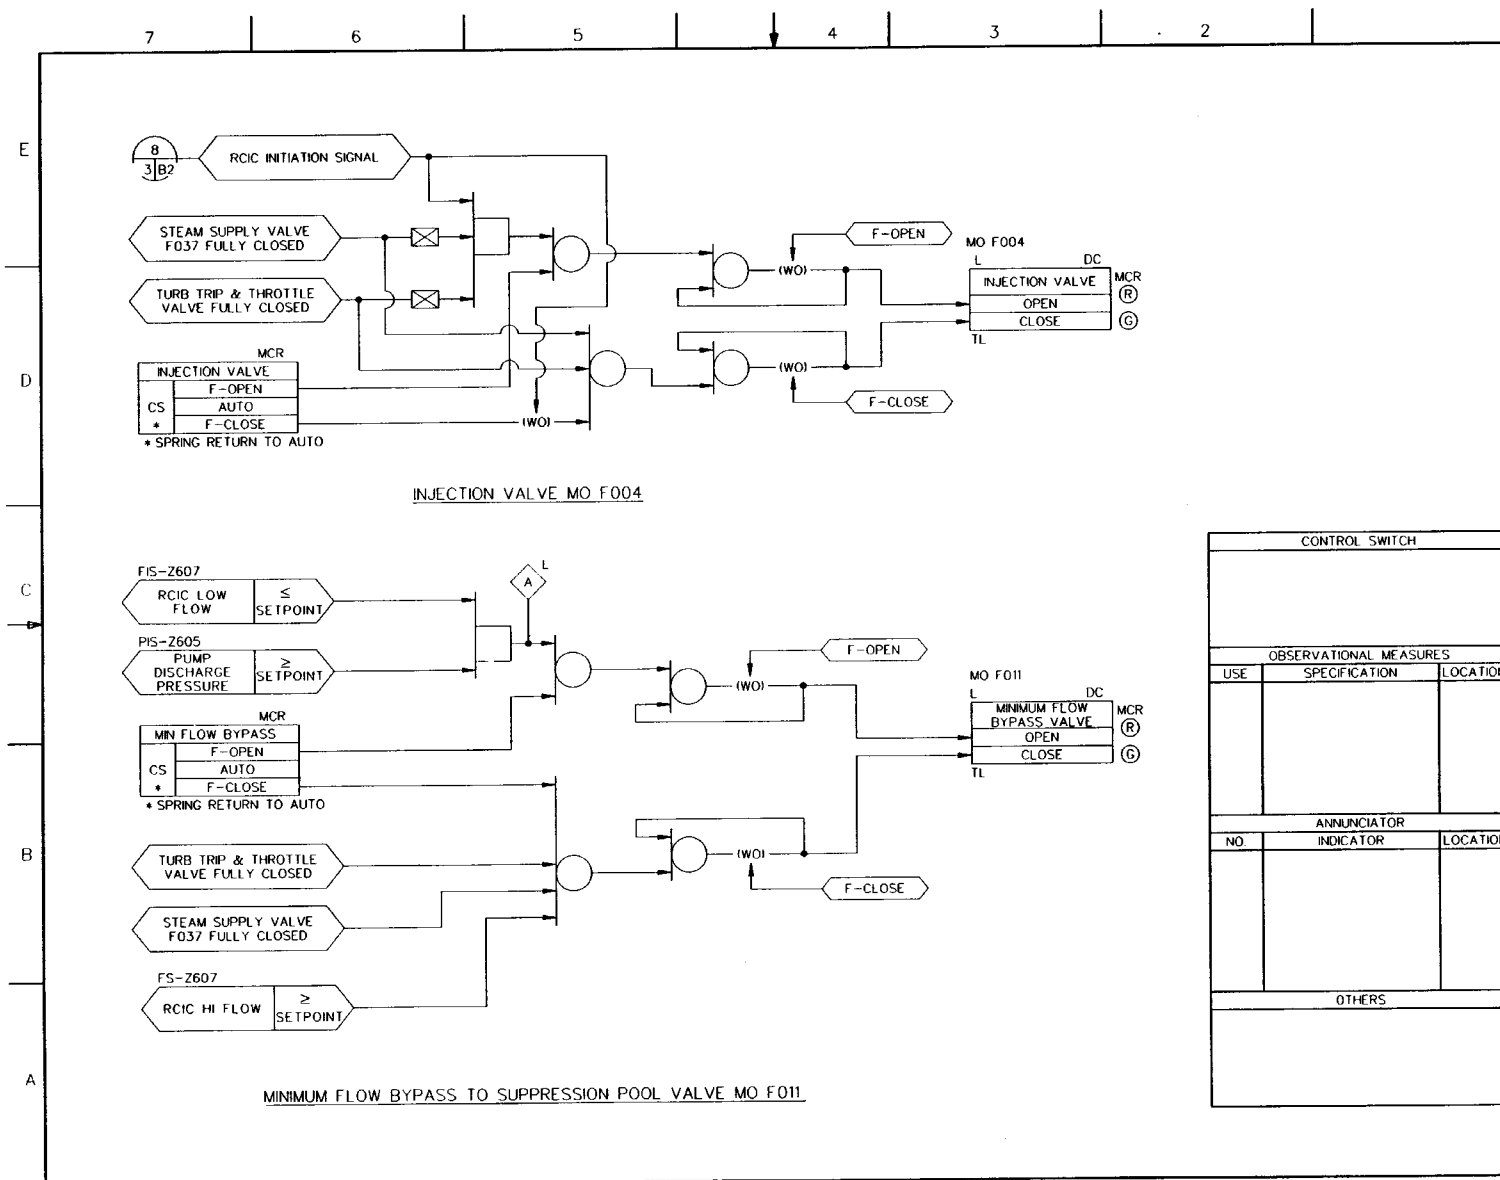 7 6 5 4 3 2
E
8
3 B2
RCIC INITIATION SIGNAL
STEAM SUPPLY VALVE
F037 FULLY CLOSED
F-OPEN
MO F004
L DC
INJECTION VALVE MCR
R
OPEN
CLOSE G
TL
(WO)
TURB TRIP & THROTTLE
VALVE FULLY CLOSED
D
MCR
INJECTION VALVE
F-OPEN
CS AUTO
* F-CLOSE
* SPRING RETURN TO AUTO
(WO)
(WO)
F-CLOSE
INJECTION VALVE MO F004
CONTROL SWITCH
C
FIS-Z607
RCIC LOW
FLOW
≤
SETPOINT
A L
PIS-Z605
PUMP
DISCHARGE
PRESSURE
≥
SETPOINT
F-OPEN
(WO)
MO F011
L DC
MINIMUM FLOW
BYPASS VALVE
MCR
R
OPEN
CLOSE G
TL
OBSERVATIONAL MEASURES
USE SPECIFICATION LOCATION
MCR
MIN FLOW BYPASS
F-OPEN
CS AUTO
* F-CLOSE
* SPRING RETURN TO AUTO
ANNUNCIATOR
NO. INDICATOR LOCATION
B
TURB TRIP & THROTTLE
VALVE FULLY CLOSED
(WO)
F-CLOSE
STEAM SUPPLY VALVE
F037 FULLY CLOSED
FS-Z607
RCIC HI FLOW
≥
SETPOINT
OTHERS
A
MINIMUM FLOW BYPASS TO SUPPRESSION POOL VALVE MO F011